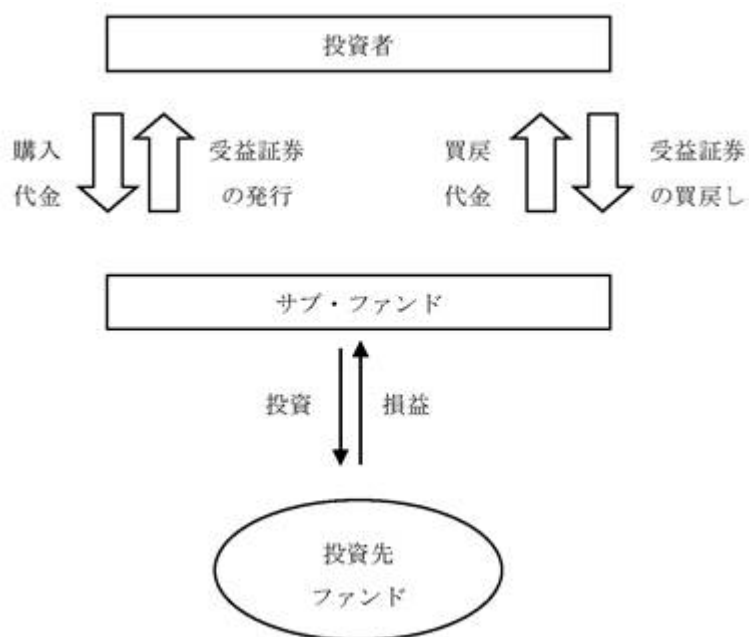 投資者
購入
代金
受益証券
の発行
買戻
代金
受益証券
の買戻し
サブ・ファンド
投資
損益
投資先
ファンド